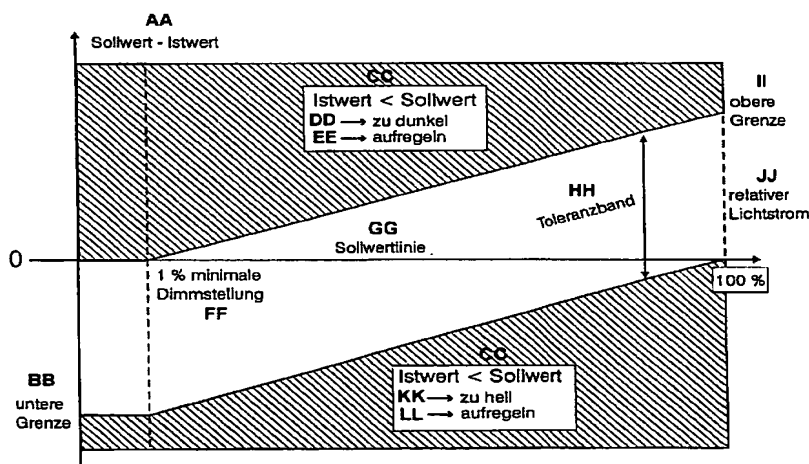 AA
Sollwert - Istwert
CC
Istwert < Sollwert
DD → zu dunkel
EE → aufregeln
II
obere
Grenze
HH
Toleranzband
JJ
relativer
Lichtstrom
GG
Sollwertlinie
0
1 % minimale
Dimmstellung
FF
100 %
BB
untere
Grenze
CC
Istwert < Sollwert
KK → zu hell
LL → aufregeln